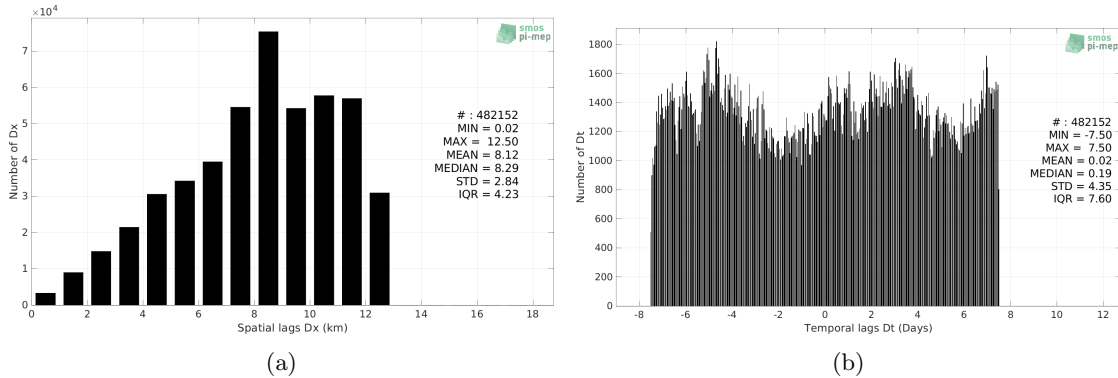 ×10⁴
smos
pi-mep
7
6
5
4
3
2
1
0
Number of Dx
# : 482152
MIN = 0.02
MAX = 12.50
MEAN = 8.12
MEDIAN = 8.29
STD = 2.84
IQR = 4.23
0 2 4 6 8 10 12 14 16 18
Spatial lags Dx (km)
(a)
smos
pi-mep
1800
1600
1400
1200
1000
800
600
400
200
0
Number of Dt
# : 482152
MIN = -7.50
MAX = 7.50
MEAN = 0.02
MEDIAN = 0.19
STD = 4.35
IQR = 7.60
-8 -6 -4 -2 0 2 4 6 8 10 12
Temporal lags Dt (Days)
(b)